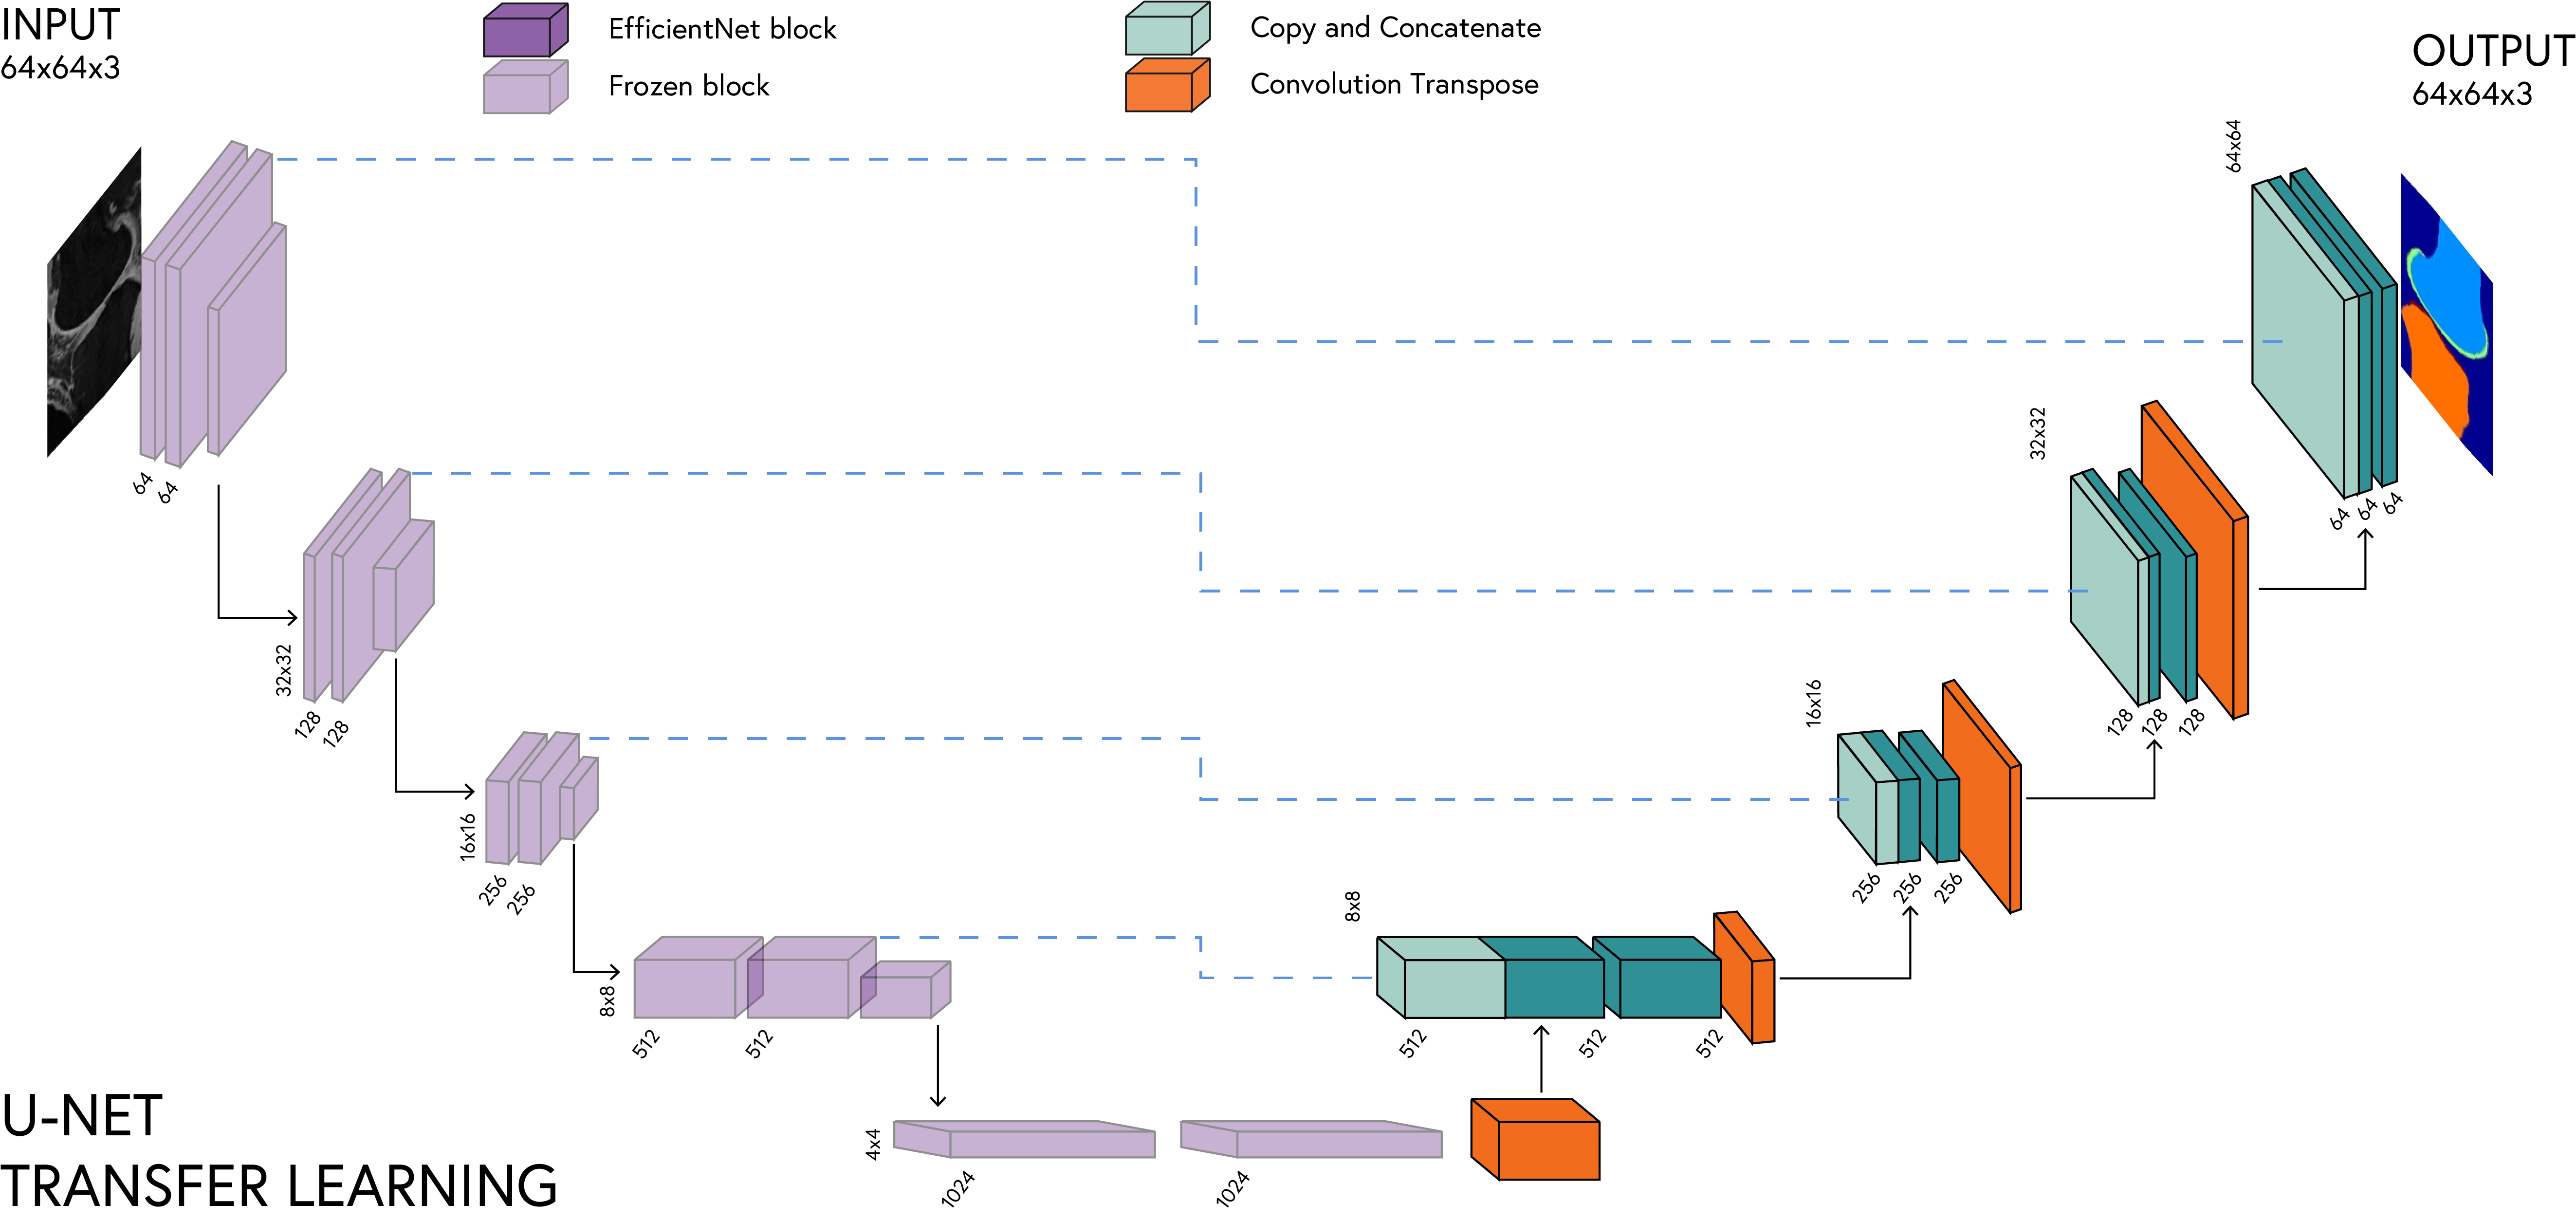 INPUT
64x64x3
EfficientNet block
Frozen block
Copy and Concatenate
Convolution Transpose
OUTPUT
64x64x3
64x64
64
64
32x32
64
64
64
32x32
128
128
16x16
128
128
128
16x16
256
256
8x8
256
256
256
8x8
512
512
512
512
512
4x4
1024
1024
U-NET
TRANSFER LEARNING